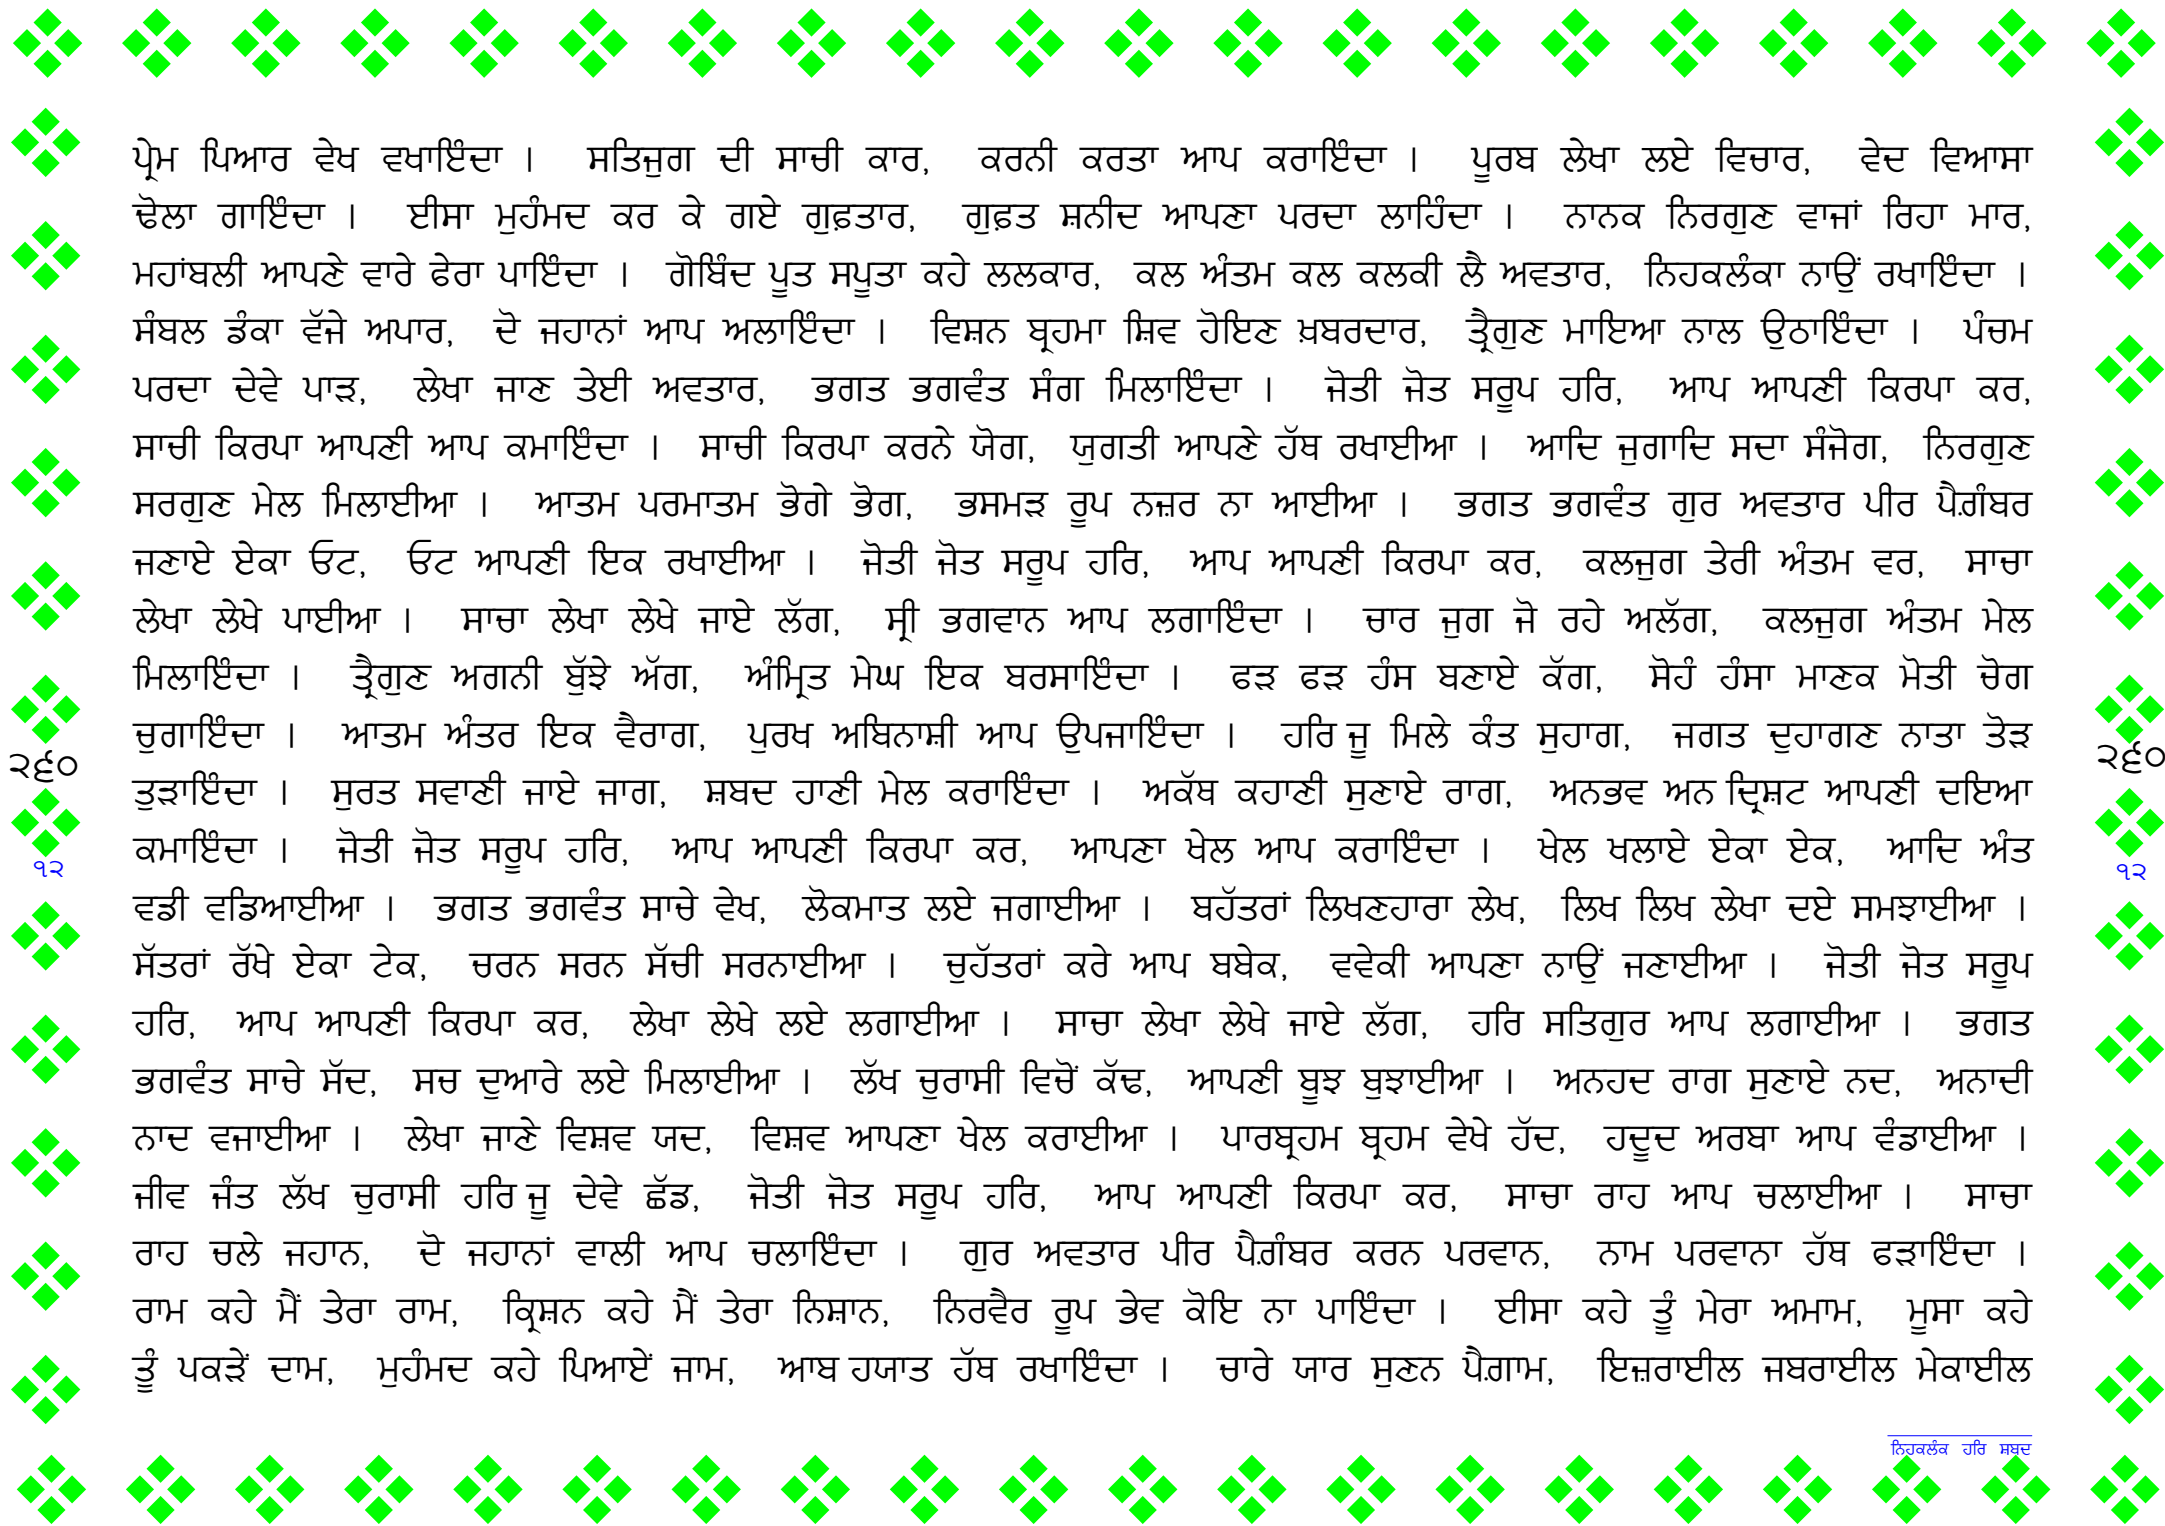 ਪ੍ਰੇਮ ਪਿਆਰ ਵੇਖ ਵਖਾਇੰਦਾ । ਸਤਿਜੁਗ ਦੀ ਸਾਚੀ ਕਾਰ, ਕਰਨੀ ਕਰਤਾ ਆਪ ਕਰਾਇੰਦਾ । ਪੂਰਬ ਲੇਖਾ ਲਏ ਵਿਚਾਰ, ਵੇਦ ਵਿਆਸਾ
ਢੋਲਾ ਗਾਇੰਦਾ । ਈਸਾ ਮੁਹੰਮਦ ਕਰ ਕੇ ਗਏ ਗੁਫ਼ਤਾਰ, ਗੁਫ਼ਤ ਸ਼ਨੀਦ ਆਪਣਾ ਪਰਦਾ ਲਾਹਿੰਦਾ । ਨਾਨਕ ਨਿਰਗੁਣ ਵਾਜਾਂ ਰਿਹਾ ਮਾਰ,
ਮਹਾਂਬਲੀ ਆਪਣੇ ਵਾਰੇ ਫੇਰਾ ਪਾਇੰਦਾ । ਗੋਬਿੰਦ ਪੂਤ ਸਪੂਤਾ ਕਹੇ ਲਲਕਾਰ, ਕਲ ਅੰਤਮ ਕਲ ਕਲਕੀ ਲੈ ਅਵਤਾਰ, ਨਿਹਕਲੰਕਾ ਨਾਉਂ ਰਖਾਇੰਦਾ ।
ਸੰਬਲ ਡੰਕਾ ਵੱਜੇ ਅਪਾਰ, ਦੋ ਜਹਾਨਾਂ ਆਪ ਅਲਾਇੰਦਾ । ਵਿਸ਼ਨ ਬ੍ਰਹਮਾ ਸ਼ਿਵ ਹੋਇਣ ਖ਼ਬਰਦਾਰ, ਤ੍ਰੈਗੁਣ ਮਾਇਆ ਨਾਲ ਉਠਾਇੰਦਾ । ਪੰਚਮ
ਪਰਦਾ ਦੇਵੇ ਪਾੜ, ਲੇਖਾ ਜਾਣ ਤੇਈ ਅਵਤਾਰ, ਭਗਤ ਭਗਵੰਤ ਸੰਗ ਮਿਲਾਇੰਦਾ । ਜੋਤੀ ਜੋਤ ਸਰੂਪ ਹਰਿ, ਆਪ ਆਪਣੀ ਕਿਰਪਾ ਕਰ,
ਸਾਚੀ ਕਿਰਪਾ ਆਪਣੀ ਆਪ ਕਮਾਇੰਦਾ । ਸਾਚੀ ਕਿਰਪਾ ਕਰਨੇ ਯੋਗ, ਯੁਗਤੀ ਆਪਣੇ ਹੱਥ ਰਖਾਈਆ । ਆਦਿ ਜੁਗਾਦਿ ਸਦਾ ਸੰਜੋਗ, ਨਿਰਗੁਣ
ਸਰਗੁਣ ਮੇਲ ਮਿਲਾਈਆ । ਆਤਮ ਪਰਮਾਤਮ ਭੋਗੇ ਭੋਗ, ਭਸਮੜ ਰੂਪ ਨਜ਼ਰ ਨਾ ਆਈਆ । ਭਗਤ ਭਗਵੰਤ ਗੁਰ ਅਵਤਾਰ ਪੀਰ ਪੈਗ਼ੰਬਰ
ਜਣਾਏ ਏਕਾ ਓਟ, ਓਟ ਆਪਣੀ ਇਕ ਰਖਾਈਆ । ਜੋਤੀ ਜੋਤ ਸਰੂਪ ਹਰਿ, ਆਪ ਆਪਣੀ ਕਿਰਪਾ ਕਰ, ਕਲਜੁਗ ਤੇਰੀ ਅੰਤਮ ਵਰ, ਸਾਚਾ
ਲੇਖਾ ਲੇਖੇ ਪਾਈਆ । ਸਾਚਾ ਲੇਖਾ ਲੇਖੇ ਜਾਏ ਲੱਗ, ਸ੍ਰੀ ਭਗਵਾਨ ਆਪ ਲਗਾਇੰਦਾ । ਚਾਰ ਜੁਗ ਜੋ ਰਹੇ ਅਲੱਗ, ਕਲਜੁਗ ਅੰਤਮ ਮੇਲ
ਮਿਲਾਇੰਦਾ । ਤ੍ਰੈਗੁਣ ਅਗਨੀ ਬੁੱਝੇ ਅੱਗ, ਅੰਮ੍ਰਿਤ ਮੇਘ ਇਕ ਬਰਸਾਇੰਦਾ । ਫੜ ਫੜ ਹੰਸ ਬਣਾਏ ਕੱਗ, ਸੋਹੰ ਹੰਸਾ ਮਾਣਕ ਮੋਤੀ ਚੋਗ
ਚੁਗਾਇੰਦਾ । ਆਤਮ ਅੰਤਰ ਇਕ ਵੈਰਾਗ, ਪੁਰਖ ਅਬਿਨਾਸ਼ੀ ਆਪ ਉਪਜਾਇੰਦਾ । ਹਰਿ ਜੂ ਮਿਲੇ ਕੰਤ ਸੁਹਾਗ, ਜਗਤ ਦੁਹਾਗਣ ਨਾਤਾ ਤੋੜ
੨੬੦
੨੬੦
ਤੁੜਾਇੰਦਾ । ਸੁਰਤ ਸਵਾਣੀ ਜਾਏ ਜਾਗ, ਸ਼ਬਦ ਹਾਣੀ ਮੇਲ ਕਰਾਇੰਦਾ । ਅਕੱਥ ਕਹਾਣੀ ਸੁਣਾਏ ਰਾਗ, ਅਨਭਵ ਅਨ ਦ੍ਰਿਸ਼ਟ ਆਪਣੀ ਦਇਆ
ਕਮਾਇੰਦਾ । ਜੋਤੀ ਜੋਤ ਸਰੂਪ ਹਰਿ, ਆਪ ਆਪਣੀ ਕਿਰਪਾ ਕਰ, ਆਪਣਾ ਖੇਲ ਆਪ ਕਰਾਇੰਦਾ । ਖੇਲ ਖਲਾਏ ਏਕਾ ਏਕ, ਆਦਿ ਅੰਤ
੧੨
੧੨
ਵਡੀ ਵਡਿਆਈਆ । ਭਗਤ ਭਗਵੰਤ ਸਾਚੇ ਵੇਖ, ਲੋਕਮਾਤ ਲਏ ਜਗਾਈਆ । ਬਹੱਤਰਾਂ ਲਿਖਣਹਾਰਾ ਲੇਖ, ਲਿਖ ਲਿਖ ਲੇਖਾ ਦਏ ਸਮਝਾਈਆ ।
ਸੱਤਰਾਂ ਰੱਖੇ ਏਕਾ ਟੇਕ, ਚਰਨ ਸਰਨ ਸੱਚੀ ਸਰਨਾਈਆ । ਚੁਹੱਤਰਾਂ ਕਰੇ ਆਪ ਬਬੇਕ, ਵਵੇਕੀ ਆਪਣਾ ਨਾਉਂ ਜਣਾਈਆ । ਜੋਤੀ ਜੋਤ ਸਰੂਪ
ਹਰਿ, ਆਪ ਆਪਣੀ ਕਿਰਪਾ ਕਰ, ਲੇਖਾ ਲੇਖੇ ਲਏ ਲਗਾਈਆ । ਸਾਚਾ ਲੇਖਾ ਲੇਖੇ ਜਾਏ ਲੱਗ, ਹਰਿ ਸਤਿਗੁਰ ਆਪ ਲਗਾਈਆ । ਭਗਤ
ਭਗਵੰਤ ਸਾਚੇ ਸੱਦ, ਸਚ ਦੁਆਰੇ ਲਏ ਮਿਲਾਈਆ । ਲੱਖ ਚੁਰਾਸੀ ਵਿਚੋਂ ਕੱਢ, ਆਪਣੀ ਬੂਝ ਬੁਝਾਈਆ । ਅਨਹਦ ਰਾਗ ਸੁਣਾਏ ਨਦ, ਅਨਾਦੀ
ਨਾਦ ਵਜਾਈਆ । ਲੇਖਾ ਜਾਣੇ ਵਿਸ਼ਵ ਯਦ, ਵਿਸ਼ਵ ਆਪਣਾ ਖੇਲ ਕਰਾਈਆ । ਪਾਰਬ੍ਰਹਮ ਬ੍ਰਹਮ ਵੇਖੇ ਹੱਦ, ਹਦੂਦ ਅਰਬਾ ਆਪ ਵੰਡਾਈਆ ।
ਜੀਵ ਜੰਤ ਲੱਖ ਚੁਰਾਸੀ ਹਰਿ ਜੂ ਦੇਵੇ ਛੱਡ, ਜੋਤੀ ਜੋਤ ਸਰੂਪ ਹਰਿ, ਆਪ ਆਪਣੀ ਕਿਰਪਾ ਕਰ, ਸਾਚਾ ਰਾਹ ਆਪ ਚਲਾਈਆ । ਸਾਚਾ
ਰਾਹ ਚਲੇ ਜਹਾਨ, ਦੋ ਜਹਾਨਾਂ ਵਾਲੀ ਆਪ ਚਲਾਇੰਦਾ । ਗੁਰ ਅਵਤਾਰ ਪੀਰ ਪੈਗ਼ੰਬਰ ਕਰਨ ਪਰਵਾਨ, ਨਾਮ ਪਰਵਾਨਾ ਹੱਥ ਫੜਾਇੰਦਾ ।
ਰਾਮ ਕਹੇ ਮੈਂ ਤੇਰਾ ਰਾਮ, ਕ੍ਰਿਸ਼ਨ ਕਹੇ ਮੈਂ ਤੇਰਾ ਨਿਸ਼ਾਨ, ਨਿਰਵੈਰ ਰੂਪ ਭੇਵ ਕੋਇ ਨਾ ਪਾਇੰਦਾ । ਈਸਾ ਕਹੇ ਤੂੰ ਮੇਰਾ ਅਮਾਮ, ਮੂਸਾ ਕਹੇ
ਤੂੰ ਪਕੜੇਂ ਦਾਮ, ਮੁਹੰਮਦ ਕਹੇ ਪਿਆਏਂ ਜਾਮ, ਆਬ ਹਯਾਤ ਹੱਥ ਰਖਾਇੰਦਾ । ਚਾਰੇ ਯਾਰ ਸੁਣਨ ਪੈਗ਼ਾਮ, ਇਜ਼ਰਾਈਲ ਜਬਰਾਈਲ ਮੇਕਾਈਲ
ਨਿਹਕਲੰਕ ਹਰਿ ਸ਼ਬਦ